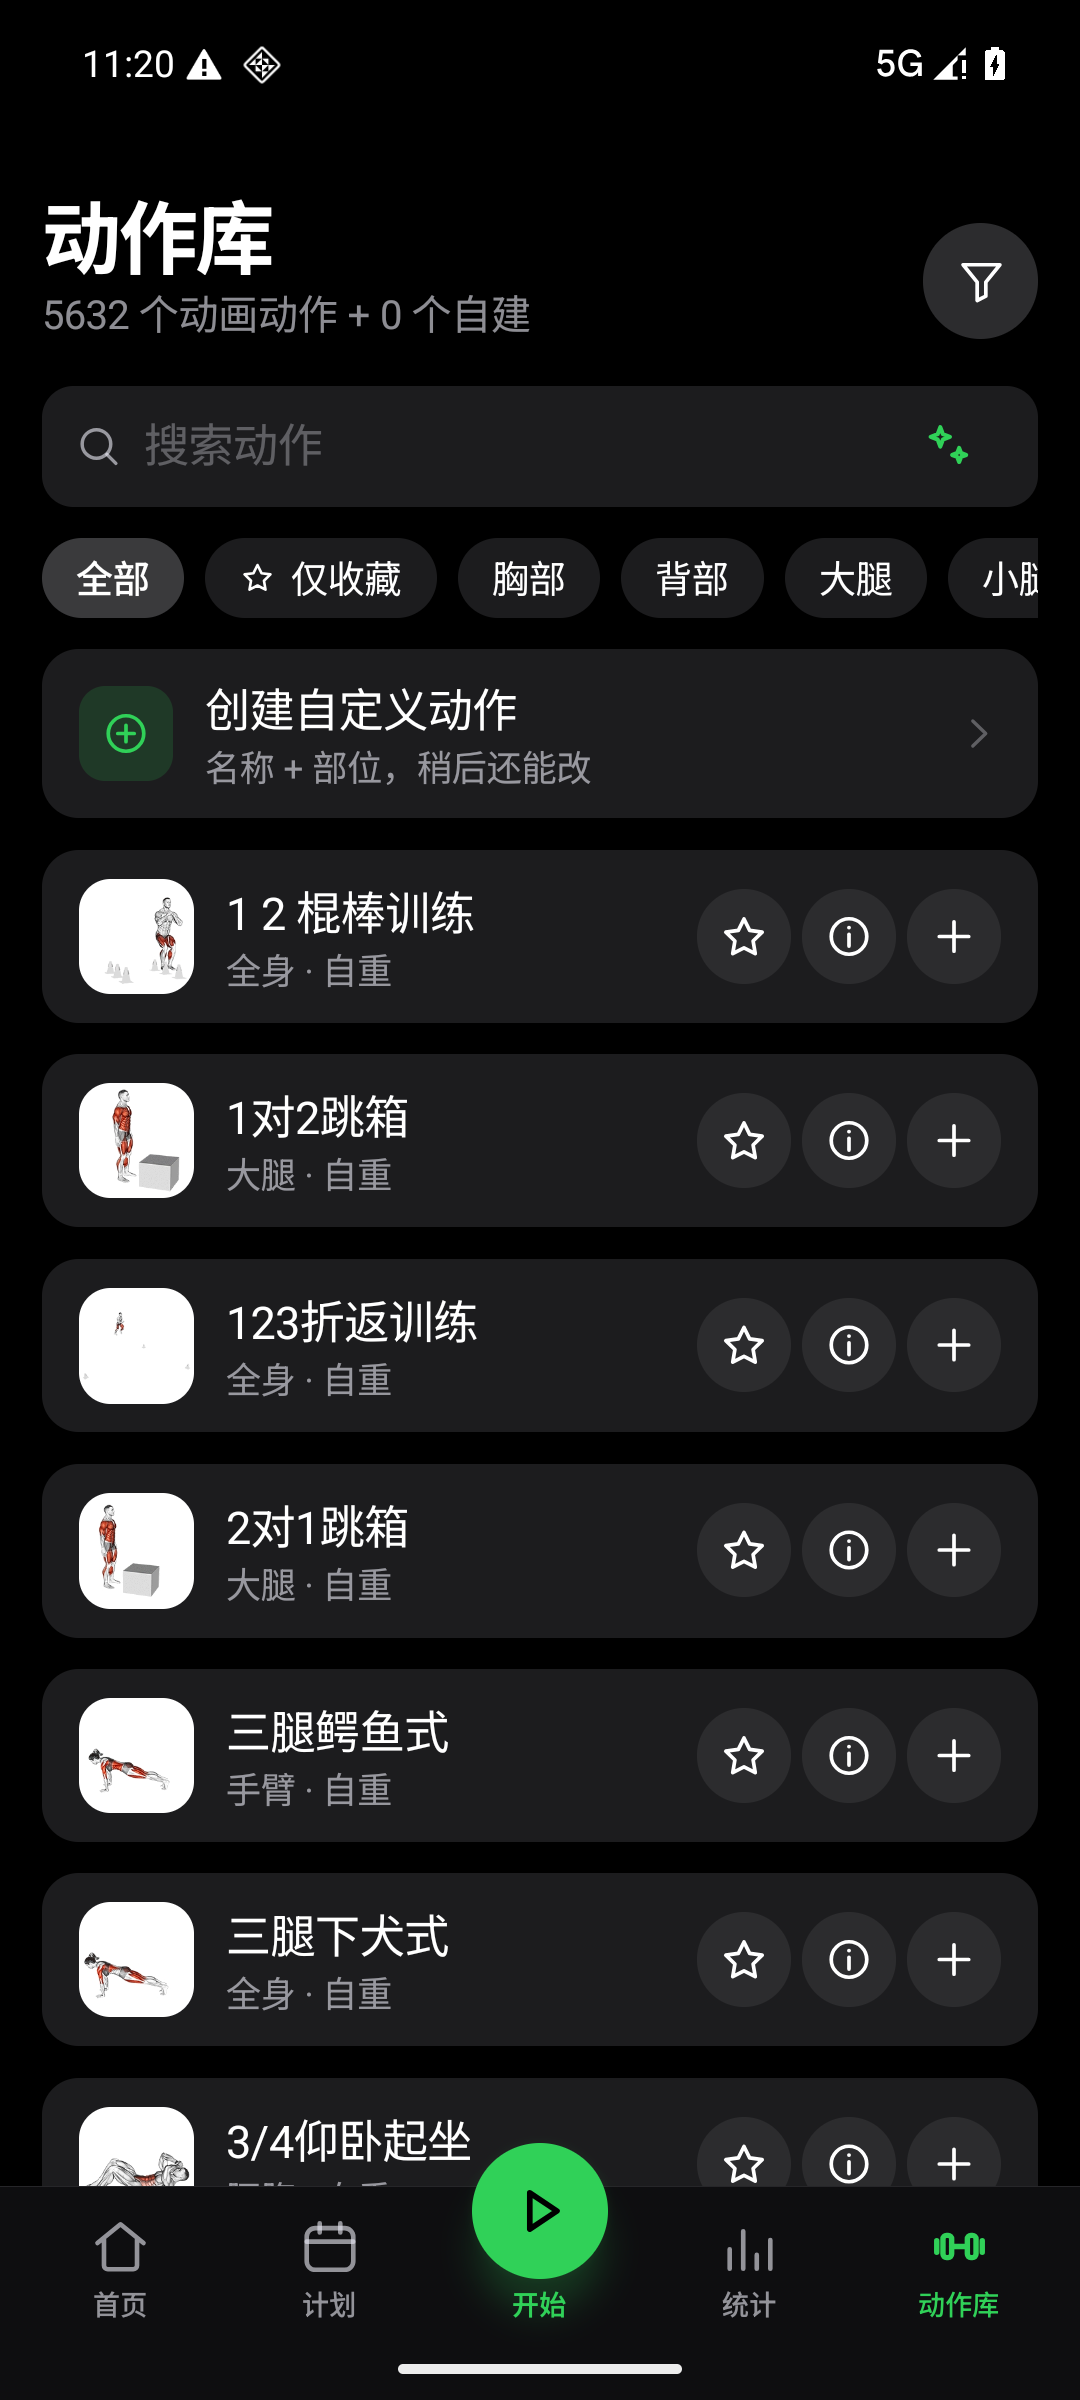 11:20
5G
动作库
5632 个动画动作 + 0 个自建
搜索动作
全部
仅收藏
胸部
背部
大腿
小腿
创建自定义动作
名称 + 部位，稍后还能改
1 2 棍棒训练
全身 · 自重
1对2跳箱
大腿 · 自重
123折返训练
全身 · 自重
2对1跳箱
大腿 · 自重
三腿鳄鱼式
手臂 · 自重
三腿下犬式
全身 · 自重
3/4仰卧起坐
首页
计划
开始
统计
动作库